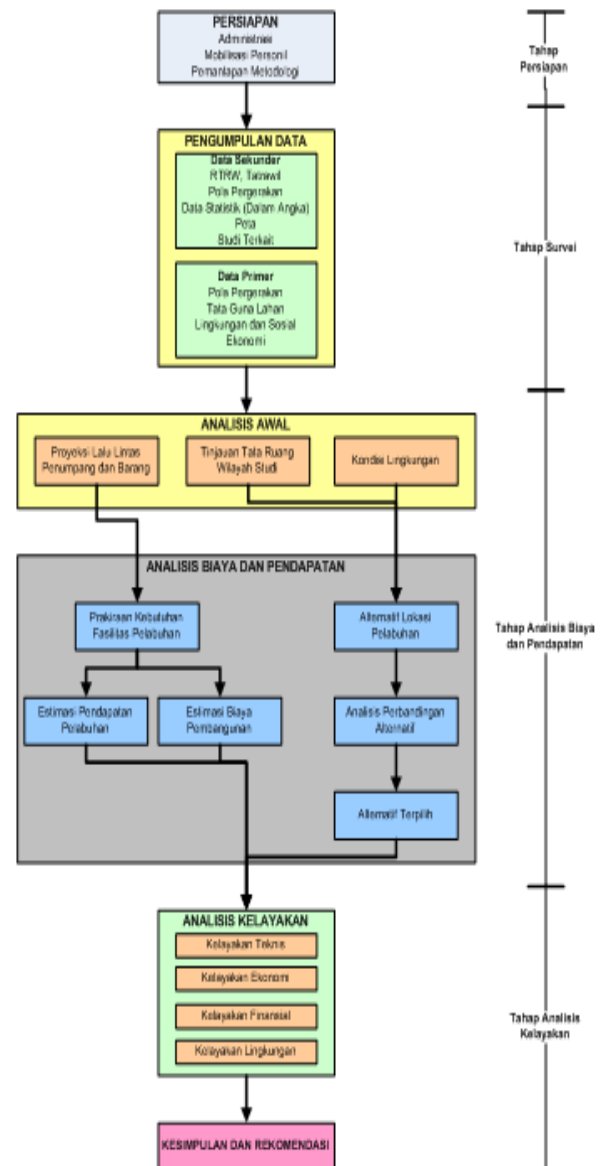 PERSIAPAN
Administrasi
Mobilisasi Personil
Pemantapan Metodologi
Tahap
Persiapan
PENGUMPULAN DATA
Data Sekunder
RTRW, Tatrawil
Pola Pergerakan
Data Statistik (Dalam Angka)
Peta
Studi Terkait
Data Primer
Pola Pergerakan
Tata Guna Lahan
Lingkungan dan Sosial
Ekonomi
Tahap Survei
ANALISIS AWAL
Proyeksi Lalu Lintas
Penumpang dan Barang
Tinjauan Tata Ruang
Wilayah Studi
Kondisi Lingkungan
ANALISIS BIAYA DAN PENDAPATAN
Prakiraan Kebutuhan
Fasilitas Pelabuhan
Alternatif Lokasi
Pelabuhan
Estimasi Pendapatan
Pelabuhan
Estimasi Biaya
Pembangunan
Analisis Perbandingan
Alternatif
Alternatif Terpilih
Tahap Analisis Biaya
dan Pendapatan
ANALISIS KELAYAKAN
Kelayakan Teknis
Kelayakan Ekonomi
Kelayakan Finansial
Kelayakan Lingkungan
Tahap Analisis
Kelayakan
KESIMPULAN DAN REKOMENDASI